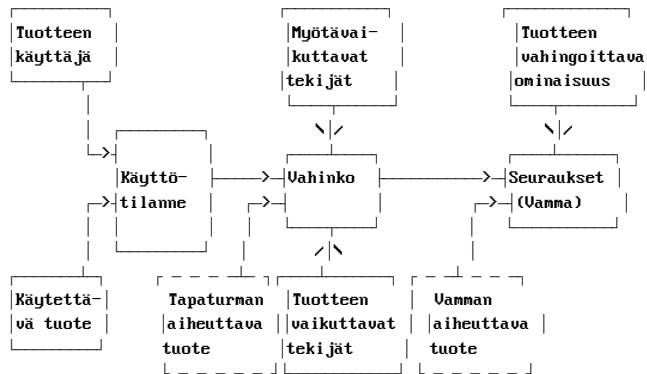 Tuotteen
käyttäjä
Myötävai-
kuttavat
tekijät
Tuotteen
vahingoittava
ominaisuus
Käyttö-
tilanne
Vahinko
Seuraukset
(Vamma)
Käytettä-
vä tuote
Tapaturman
aiheuttava
tuote
Tuotteen
vaikuttavat
tekijät
Vamman
aiheuttava
tuote